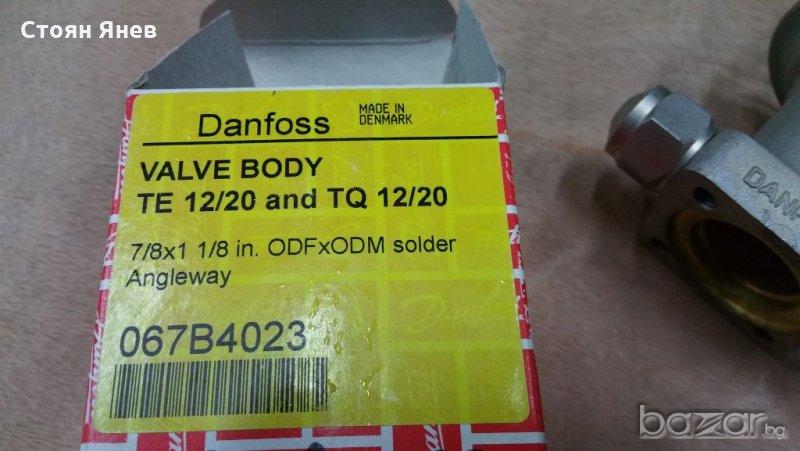 Стоян Янев
Danfoss
MADE IN
DENMARK
VALVE BODY
TE 12/20 and TQ 12/20
7/8x1 1/8 in. ODFxODM solder
Angleway
067B4023
DANF
bazar.bg